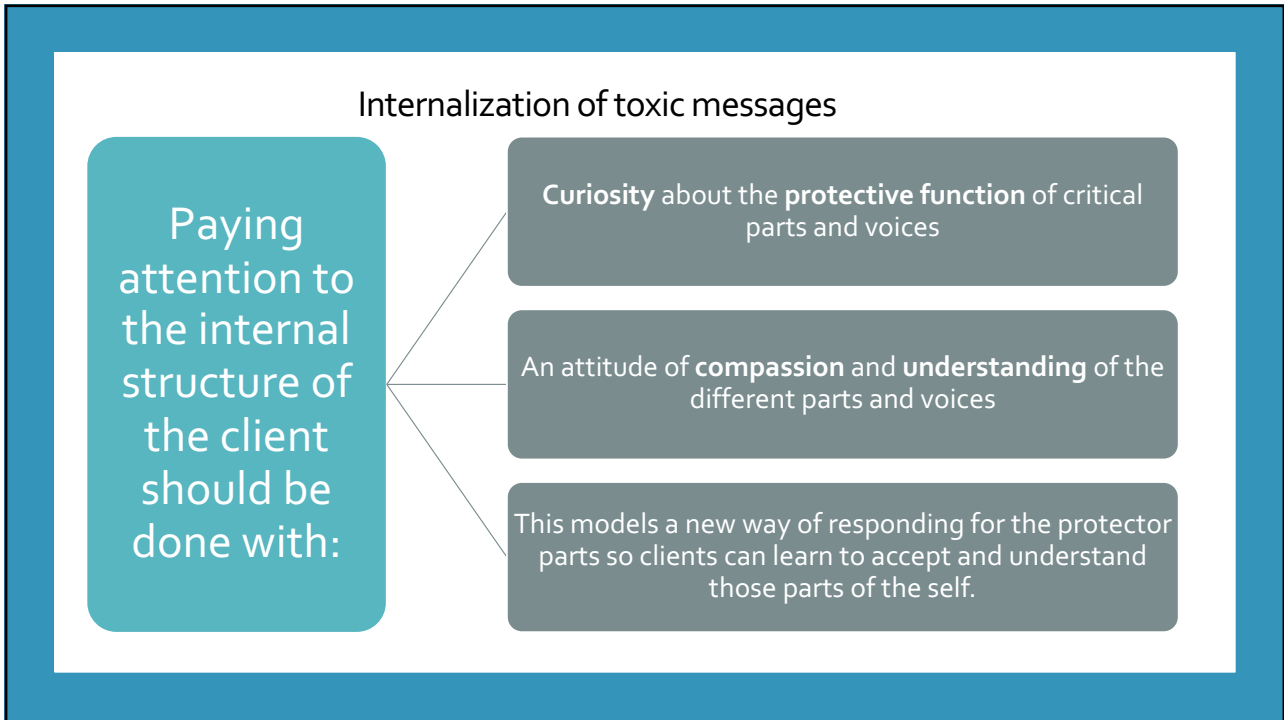 Internalization of toxic messages
Paying
attention to
the internal
structure of
the client
should be
done with:
Curiosity about the protective function of critical
parts and voices
An attitude of compassion and understanding of the
different parts and voices
This models a new way of responding for the protector
parts so clients can learn to accept and understand
those parts of the self.